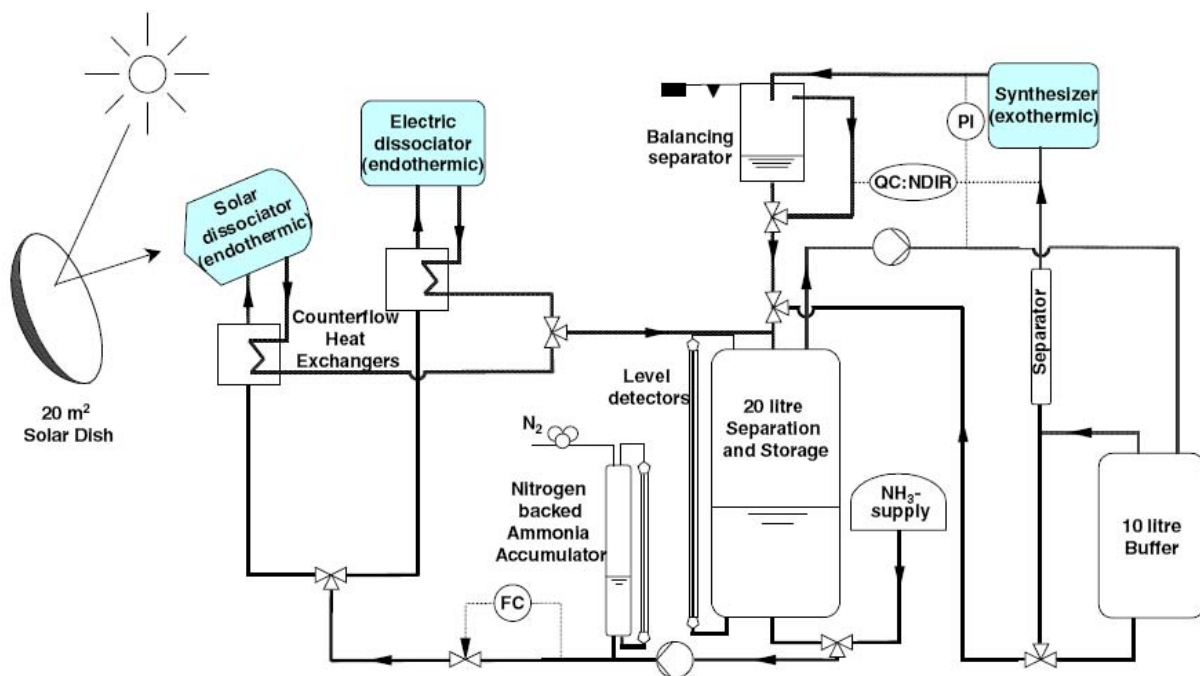 Electric
dissociator
(endothermic)
Solar
dissociator
(endothermic)
Counterflow
Heat
Exchangers
20 m²
Solar Dish
Balancing
separator
Synthesizer
(exothermic)
PI
QC:NDIR
Separator
Level
detectors
20 litre
Separation
and Storage
N₂
Nitrogen
backed
Ammonia
Accumulator
NH₃-
supply
10 litre
Buffer
FC